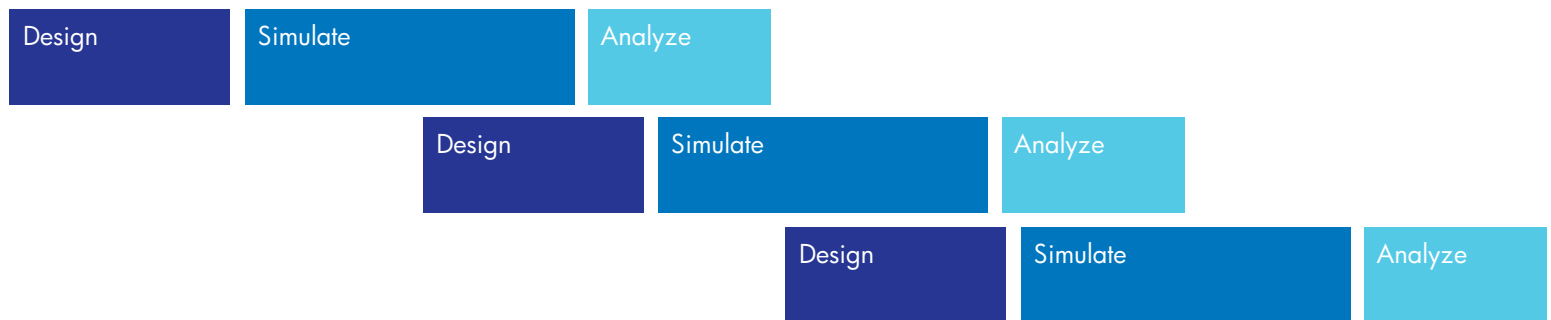 Design
Simulate
Analyze
Design
Simulate
Analyze
Design
Simulate
Analyze